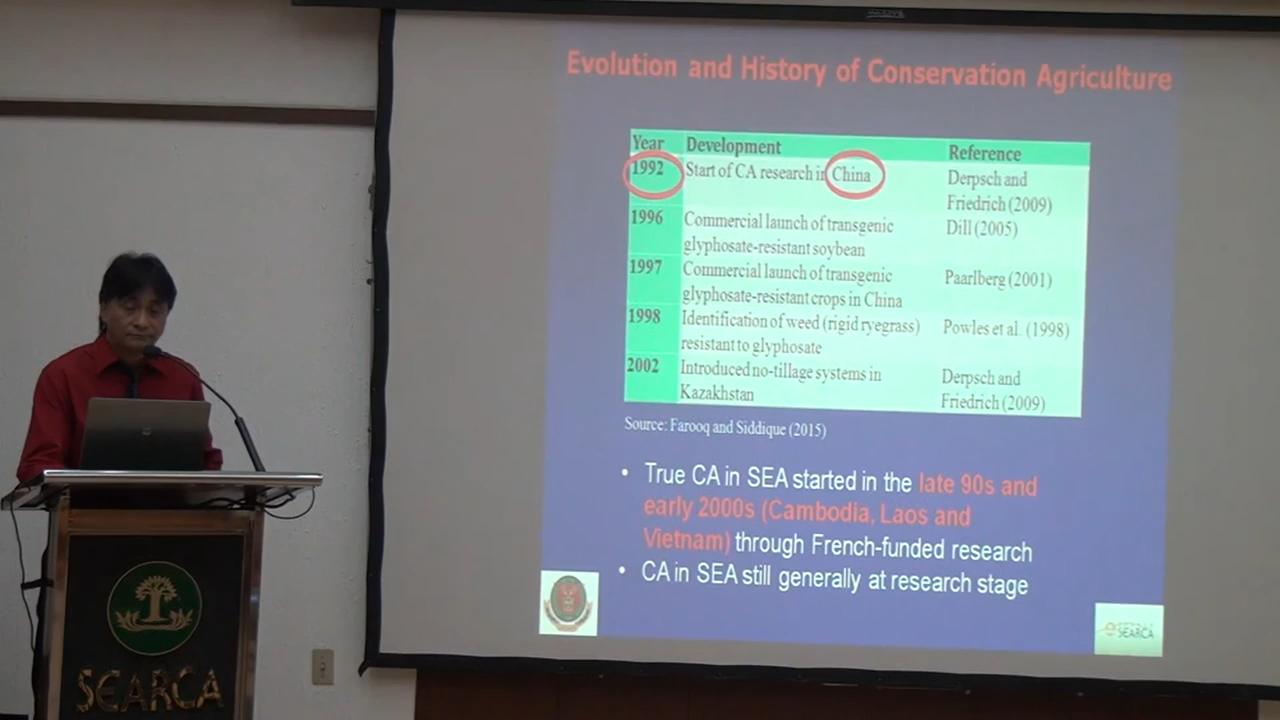 Evolution and History of Conservation Agriculture
Year Development Reference
1992 Start of CA research in China Derpsch and
Friedrich (2009)
1996 Commercial launch of transgenic Dill (2005)
glyphosate-resistant soybean
1997 Commercial launch of transgenic Paarlberg (2001)
glyphosate-resistant crops in China
1998 Identification of weed (rigid ryegrass) Powles et al. (1998)
resistant to glyphosate
2002 Introduced no-tillage systems in Derpsch and
Kazakhstan Friedrich (2009)
Source: Farooq and Siddique (2015)
• True CA in SEA started in the late 90s and
early 2000s (Cambodia, Laos and
Vietnam) through French-funded research
• CA in SEA still generally at research stage
SEARCA
SEARCA